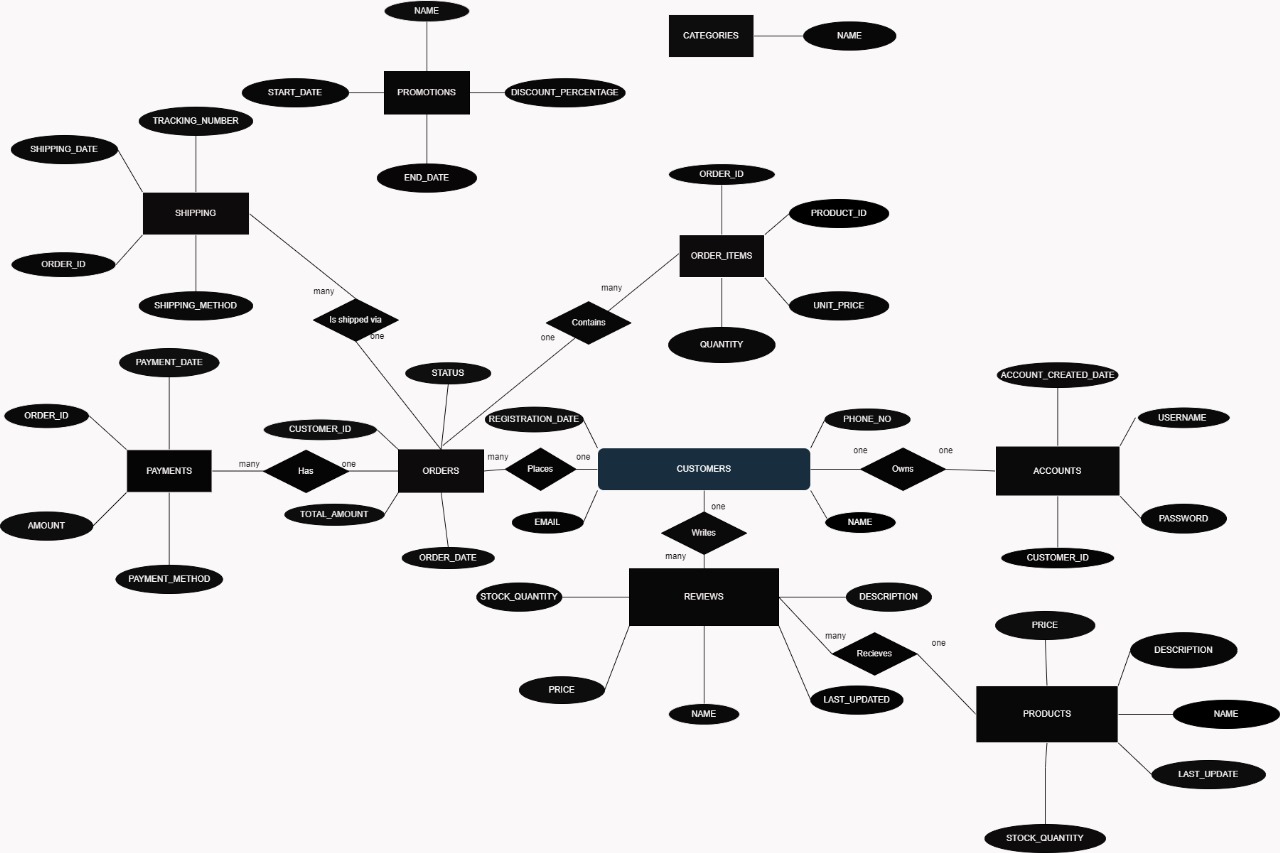 NAME
CATEGORIES
NAME
START_DATE
PROMOTIONS
DISCOUNT_PERCENTAGE
TRACKING_NUMBER
SHIPPING_DATE
END_DATE
ORDER_ID
SHIPPING
PRODUCT_ID
ORDER_ITEMS
ORDER_ID
many
many
SHIPPING_METHOD
UNIT_PRICE
Is shipped via
Contains
one
one
QUANTITY
PAYMENT_DATE
STATUS
ACCOUNT_CREATED_DATE
ORDER_ID
REGISTRATION_DATE
PHONE_NO
USERNAME
CUSTOMER_ID
one
one
many
one
many
one
PAYMENTS
Has
ORDERS
Places
CUSTOMERS
Owns
ACCOUNTS
one
TOTAL_AMOUNT
EMAIL
NAME
PASSWORD
AMOUNT
Writes
many
ORDER_DATE
CUSTOMER_ID
PAYMENT_METHOD
STOCK_QUANTITY
REVIEWS
DESCRIPTION
PRICE
many
one
Recieves
DESCRIPTION
PRICE
LAST_UPDATED
NAME
PRODUCTS
NAME
LAST_UPDATE
STOCK_QUANTITY